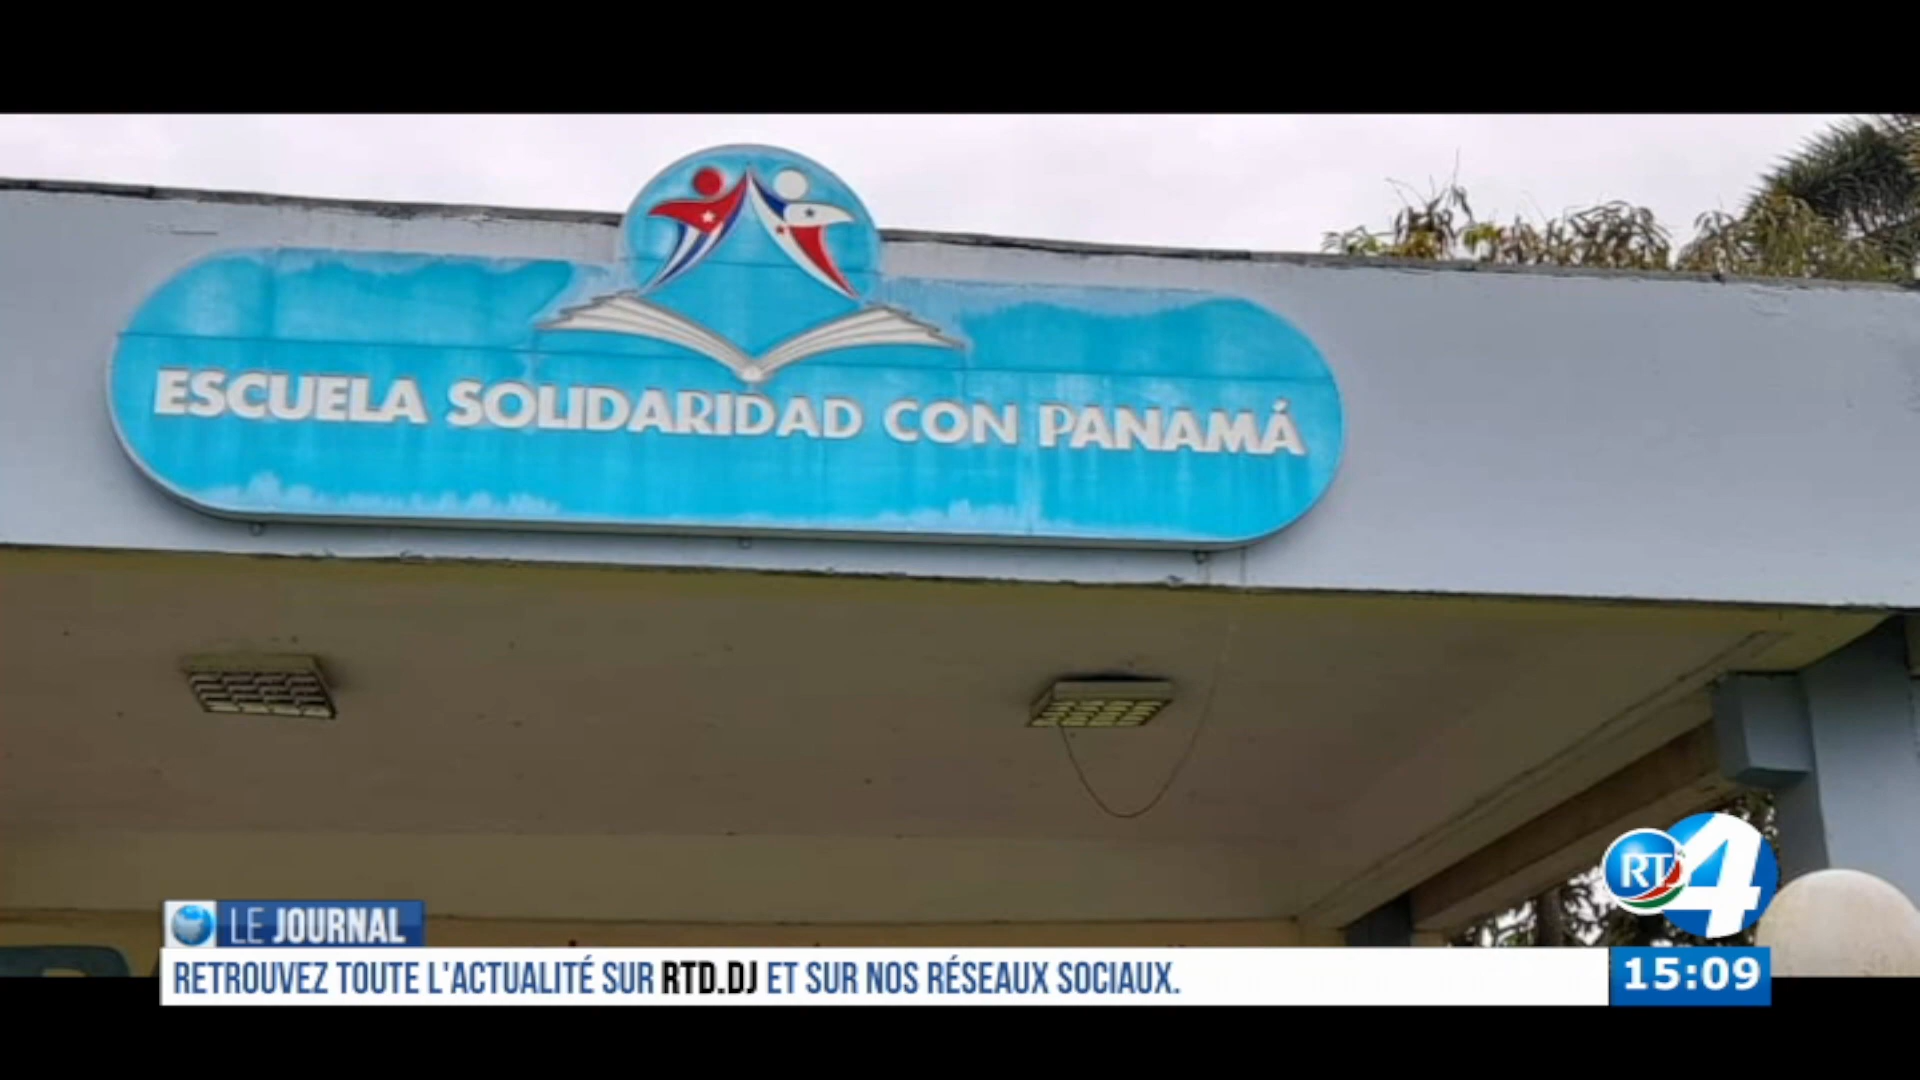 ESCUELA SOLIDARIDAD CON PANAMÁ
RTD
4
LE JOURNAL
RETROUVEZ TOUTE L'ACTUALITÉ SUR RTD.DJ ET SUR NOS RÉSEAUX SOCIAUX.
15:09